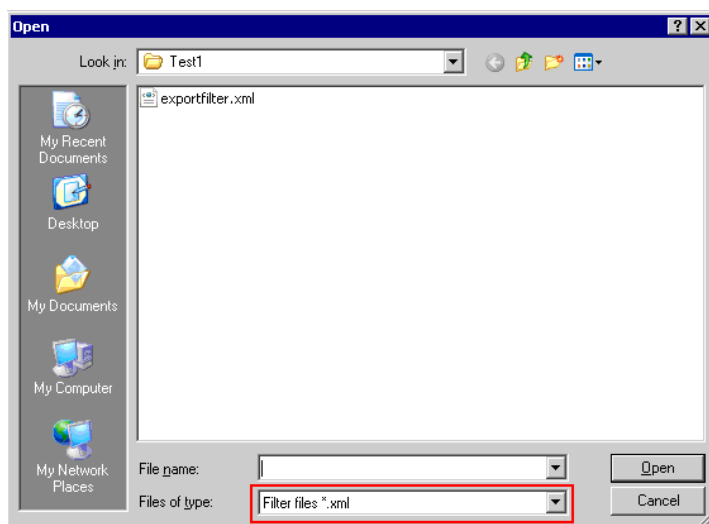 Open
Look in: Test1
exportfilter.xml
My Recent
Documents
Desktop
My Documents
My Computer
My Network
Places
File name:
Open
Files of type: Filter files *.xml
Cancel